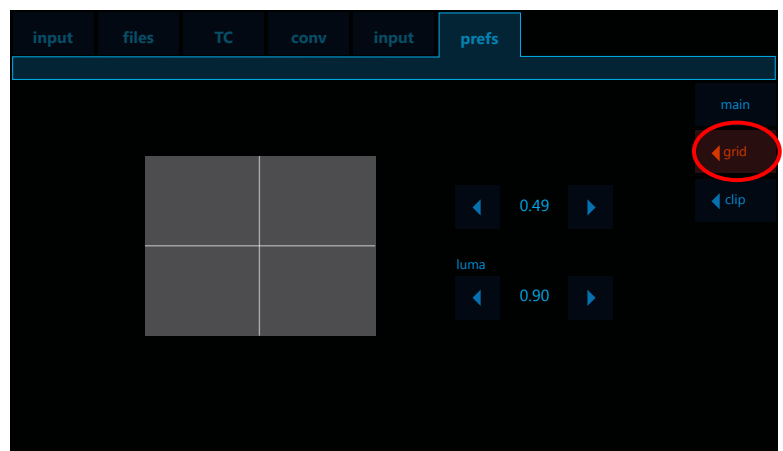 input files TC conv input prefs
main
grid
clip
0.49
luma
0.90